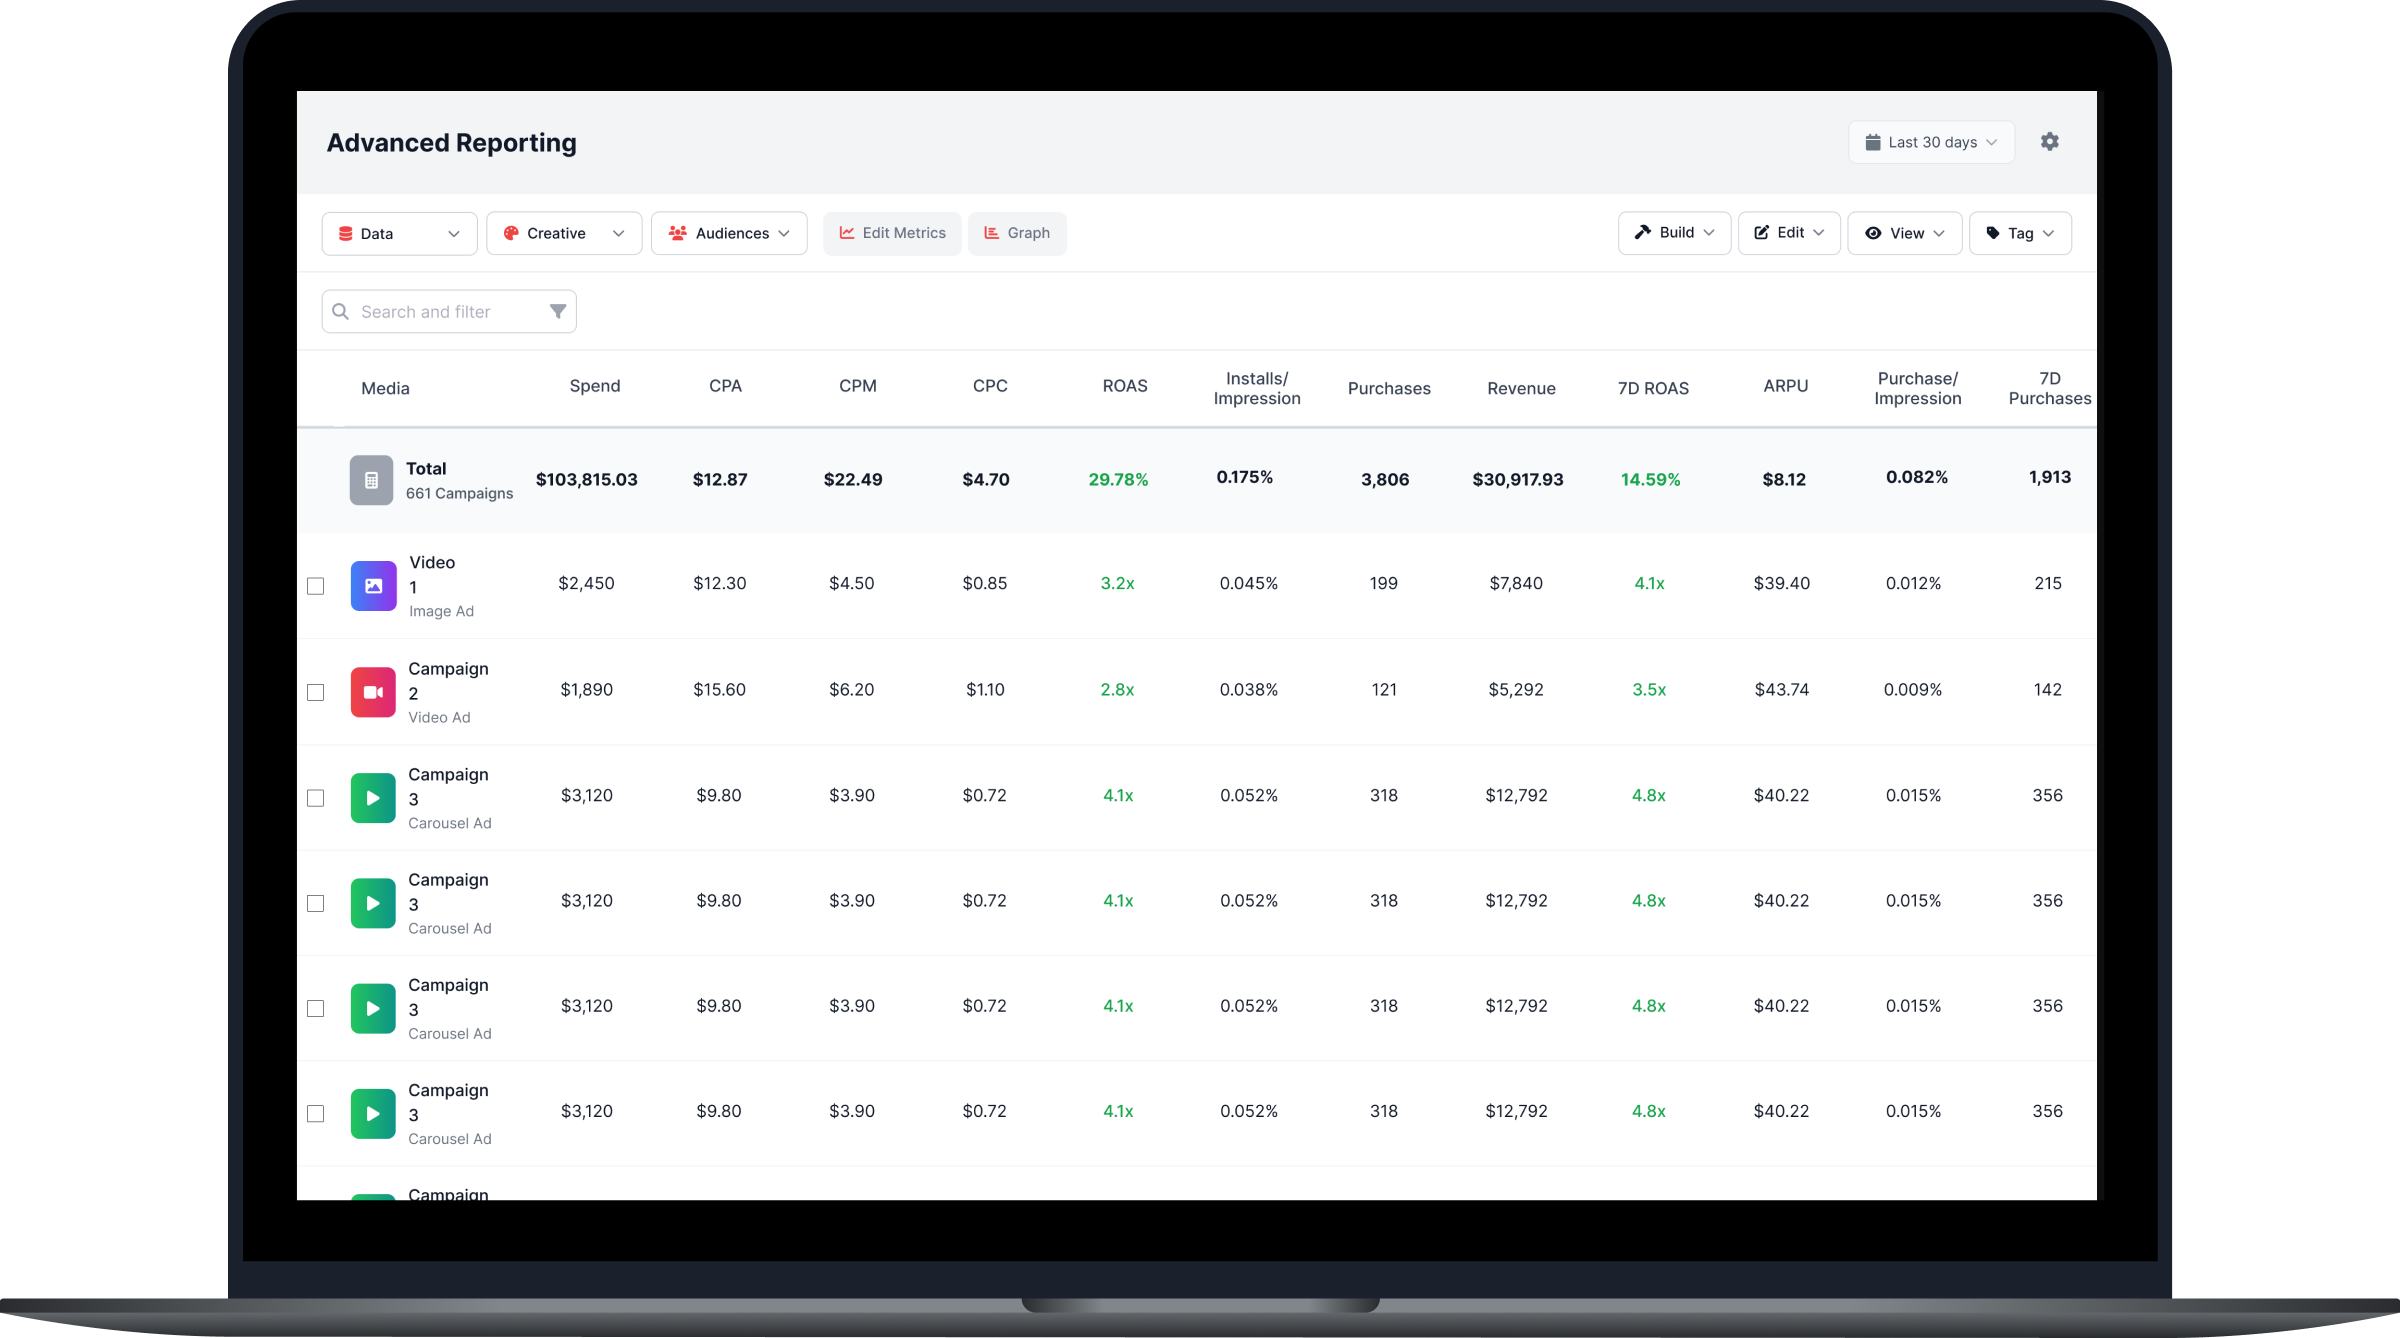 Advanced Reporting
Last 30 days
Data
Creative
Audiences
Edit Metrics
Graph
Build
Edit
View
Tag
Search and filter
Media Spend CPA CPM CPC ROAS Installs/ Impression Purchases Revenue 7D ROAS ARPU Purchase/ Impression 7D Purchases
Total
661 Campaigns
$103,815.03 $12.87 $22.49 $4.70 29.78% 0.175% 3,806 $30,917.93 14.59% $8.12 0.082% 1,913
Video
1
Image Ad
$2,450 $12.30 $4.50 $0.85 3.2x 0.045% 199 $7,840 4.1x $39.40 0.012% 215
Campaign
2
Video Ad
$1,890 $15.60 $6.20 $1.10 2.8x 0.038% 121 $5,292 3.5x $43.74 0.009% 142
Campaign
3
Carousel Ad
$3,120 $9.80 $3.90 $0.72 4.1x 0.052% 318 $12,792 4.8x $40.22 0.015% 356
Campaign
3
Carousel Ad
$3,120 $9.80 $3.90 $0.72 4.1x 0.052% 318 $12,792 4.8x $40.22 0.015% 356
Campaign
3
Carousel Ad
$3,120 $9.80 $3.90 $0.72 4.1x 0.052% 318 $12,792 4.8x $40.22 0.015% 356
Campaign
3
Carousel Ad
$3,120 $9.80 $3.90 $0.72 4.1x 0.052% 318 $12,792 4.8x $40.22 0.015% 356
Campaign